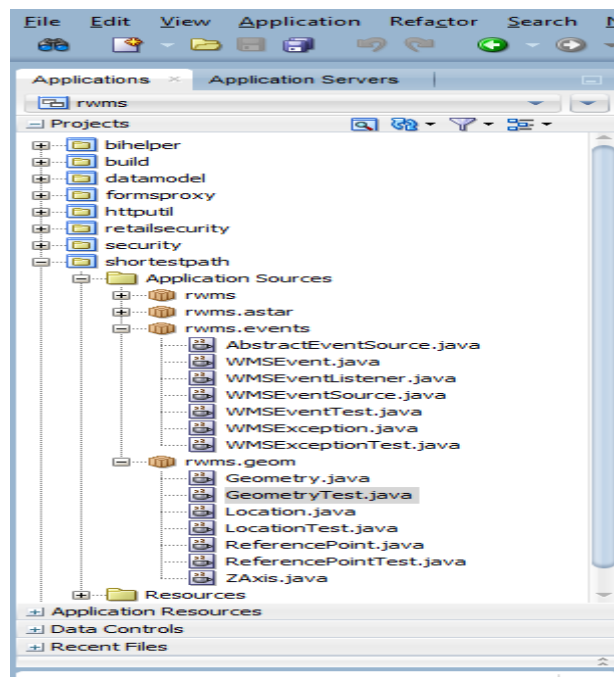 File Edit View Application Refactor Search
Applications Application Servers
rwms
Projects
bihelper
build
datamodel
formsproxy
httputil
retailsecurity
security
shortestpath
Application Sources
rwms
rwms.astar
rwms.events
AbstractEventSource.java
WMSEvent.java
WMSEventListener.java
WMSEventSource.java
WMSEventTest.java
WMSException.java
WMSExceptionTest.java
rwms.geom
Geometry.java
GeometryTest.java
Location.java
LocationTest.java
ReferencePoint.java
ReferencePointTest.java
ZAxis.java
Resources
Application Resources
Data Controls
Recent Files